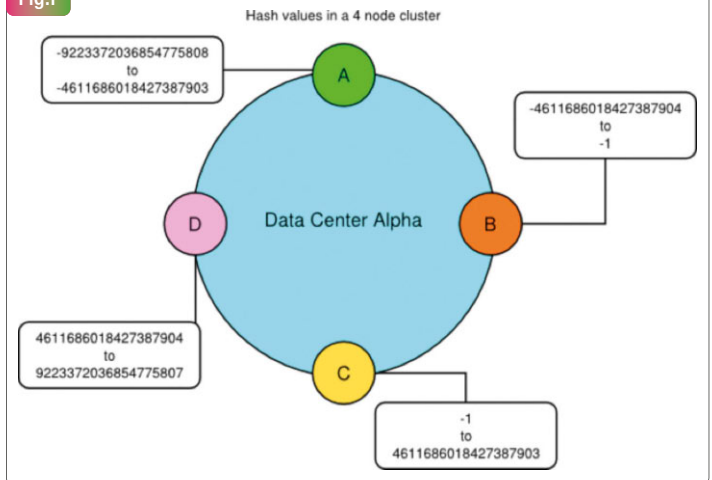 Fig.1
Hash values in a 4 node cluster
-9223372036854775808
to
-4611686018427387903
A
-4611686018427387904
to
-1
D
Data Center Alpha
B
4611686018427387904
to
9223372036854775807
C
-1
to
4611686018427387903